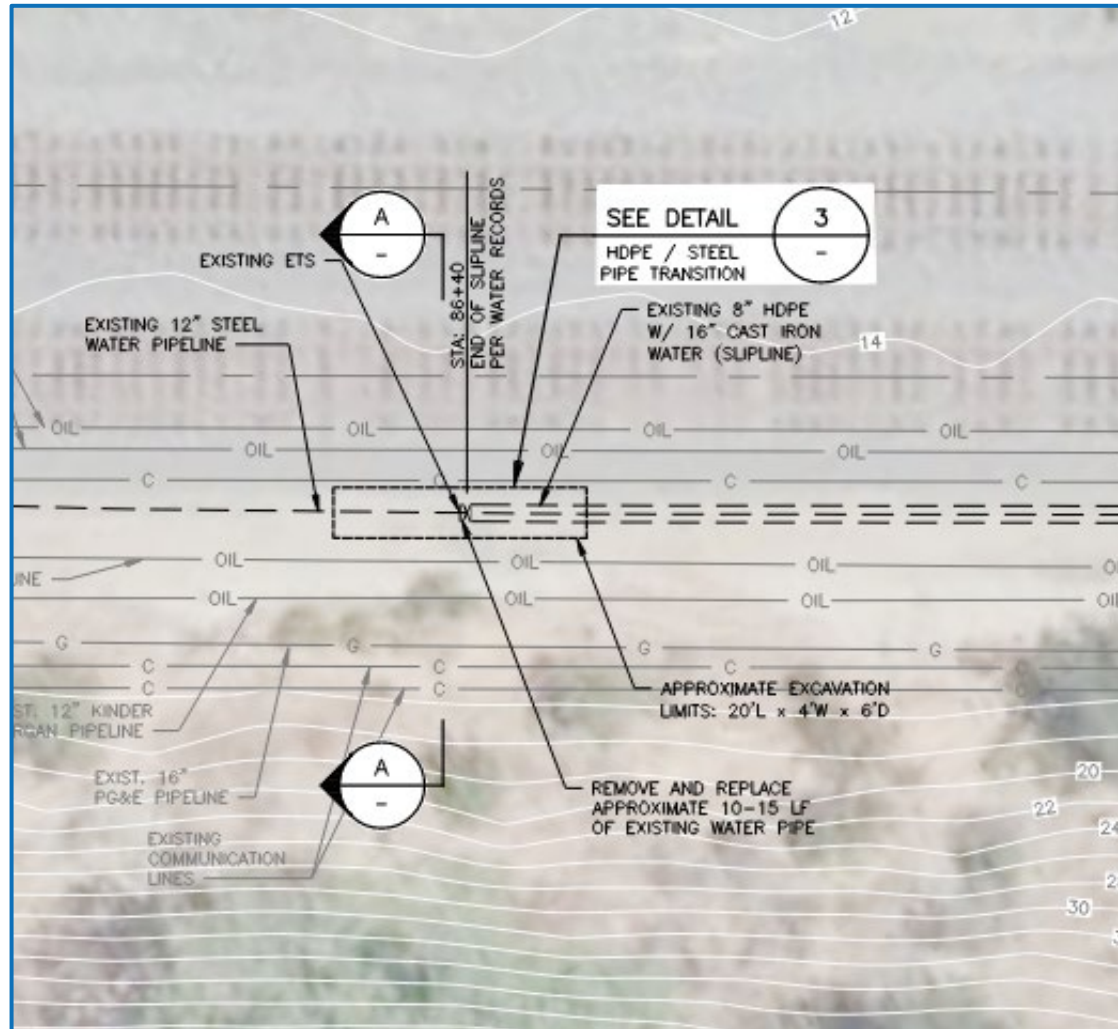 12
A
-
SEE DETAIL
HDPE / STEEL
PIPE TRANSITION
3
-
EXISTING ETS
STA: 86+40
END OF SLIPLINE
PER WATER RECORDS
EXISTING 12" STEEL
WATER PIPELINE
EXISTING 8" HDPE
W/ 16" CAST IRON
WATER (SLIPLINE)
14
OIL OIL OIL OIL
OIL OIL OIL
C C C C
OIL OIL OIL
INE
OIL OIL OIL
G G G G
C C C C
C C C C
ST. 12" KINDER
RGAN PIPELINE
APPROXIMATE EXCAVATION
LIMITS: 20'L x 4'W x 6'D
A
-
EXIST. 16"
PG&E PIPELINE
REMOVE AND REPLACE
APPROXIMATE 10-15 LF
OF EXISTING WATER PIPE
EXISTING
COMMUNICATION
LINES
20
22
24
30